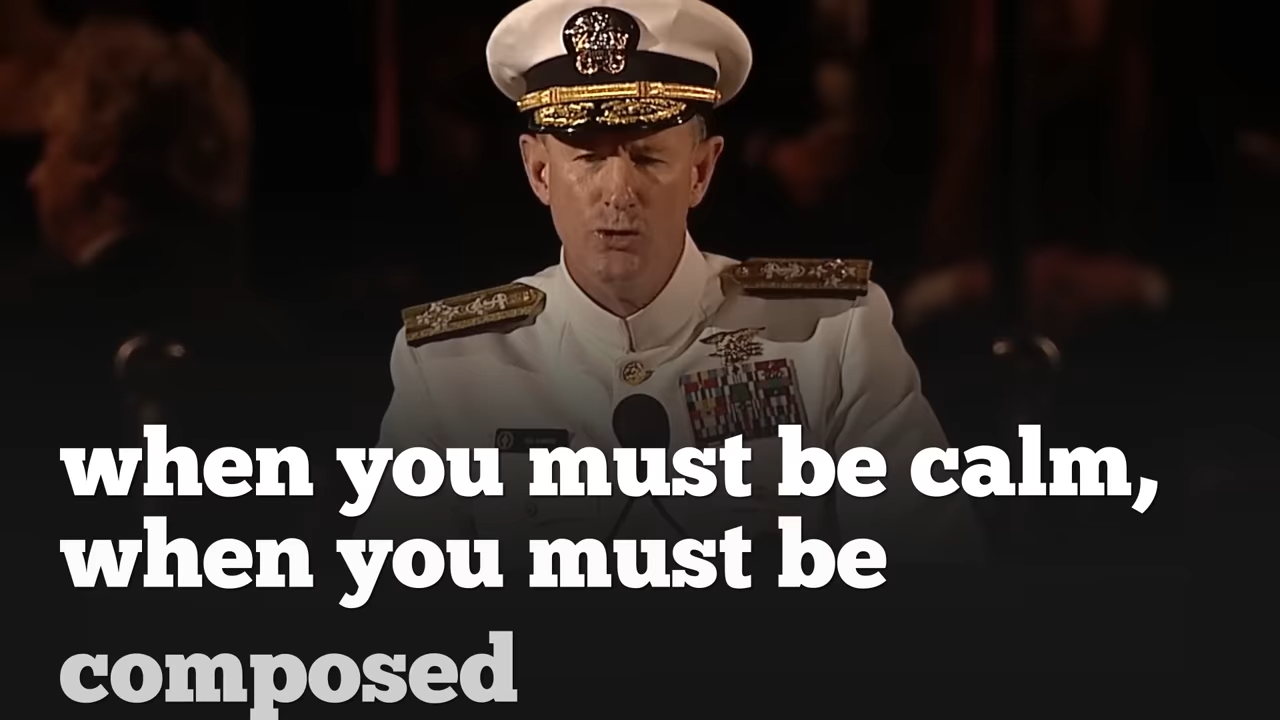 when you must be calm,
when you must be
composed